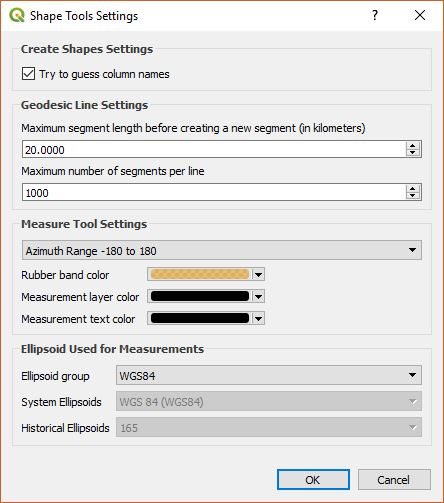 Shape Tools Settings
Create Shapes Settings
Try to guess column names
Geodesic Line Settings
Maximum segment length before creating a new segment (in kilometers)
20.0000
Maximum number of segments per line
1000
Measure Tool Settings
Azimuth Range -180 to 180
Rubber band color
Measurement layer color
Measurement text color
Ellipsoid Used for Measurements
Ellipsoid group WGS84
System Ellipsoids WGS 84 (WGS84)
Historical Ellipsoids 165
OK Cancel